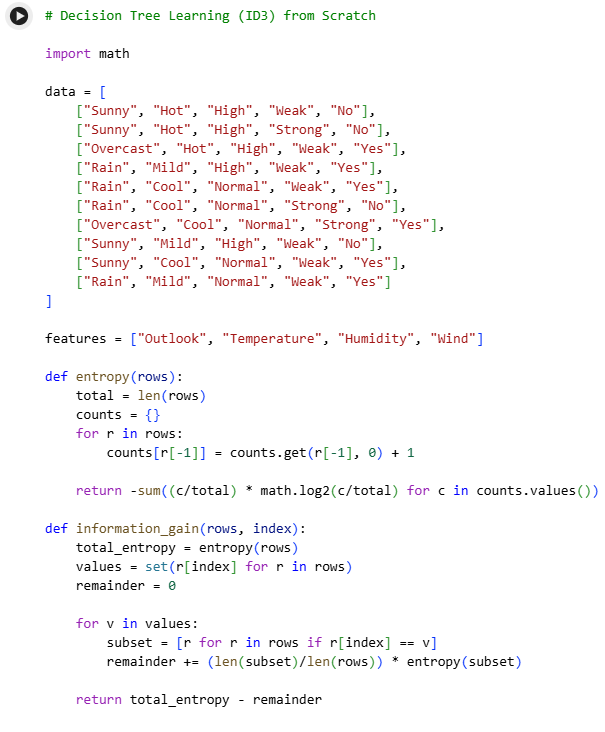 # Decision Tree Learning (ID3) from Scratch
import math
data = [
    ["Sunny", "Hot", "High", "Weak", "No"],
    ["Sunny", "Hot", "High", "Strong", "No"],
    ["Overcast", "Hot", "High", "Weak", "Yes"],
    ["Rain", "Mild", "High", "Weak", "Yes"],
    ["Rain", "Cool", "Normal", "Weak", "Yes"],
    ["Rain", "Cool", "Normal", "Strong", "No"],
    ["Overcast", "Cool", "Normal", "Strong", "Yes"],
    ["Sunny", "Mild", "High", "Weak", "No"],
    ["Sunny", "Cool", "Normal", "Weak", "Yes"],
    ["Rain", "Mild", "Normal", "Weak", "Yes"]
]
features = ["Outlook", "Temperature", "Humidity", "Wind"]
def entropy(rows):
    total = len(rows)
    counts = {}
    for r in rows:
        counts[r[-1]] = counts.get(r[-1], 0) + 1
    return -sum((c/total) * math.log2(c/total) for c in counts.values())
def information_gain(rows, index):
    total_entropy = entropy(rows)
    values = set(r[index] for r in rows)
    remainder = 0
    for v in values:
        subset = [r for r in rows if r[index] == v]
        remainder += (len(subset)/len(rows)) * entropy(subset)
    return total_entropy - remainder